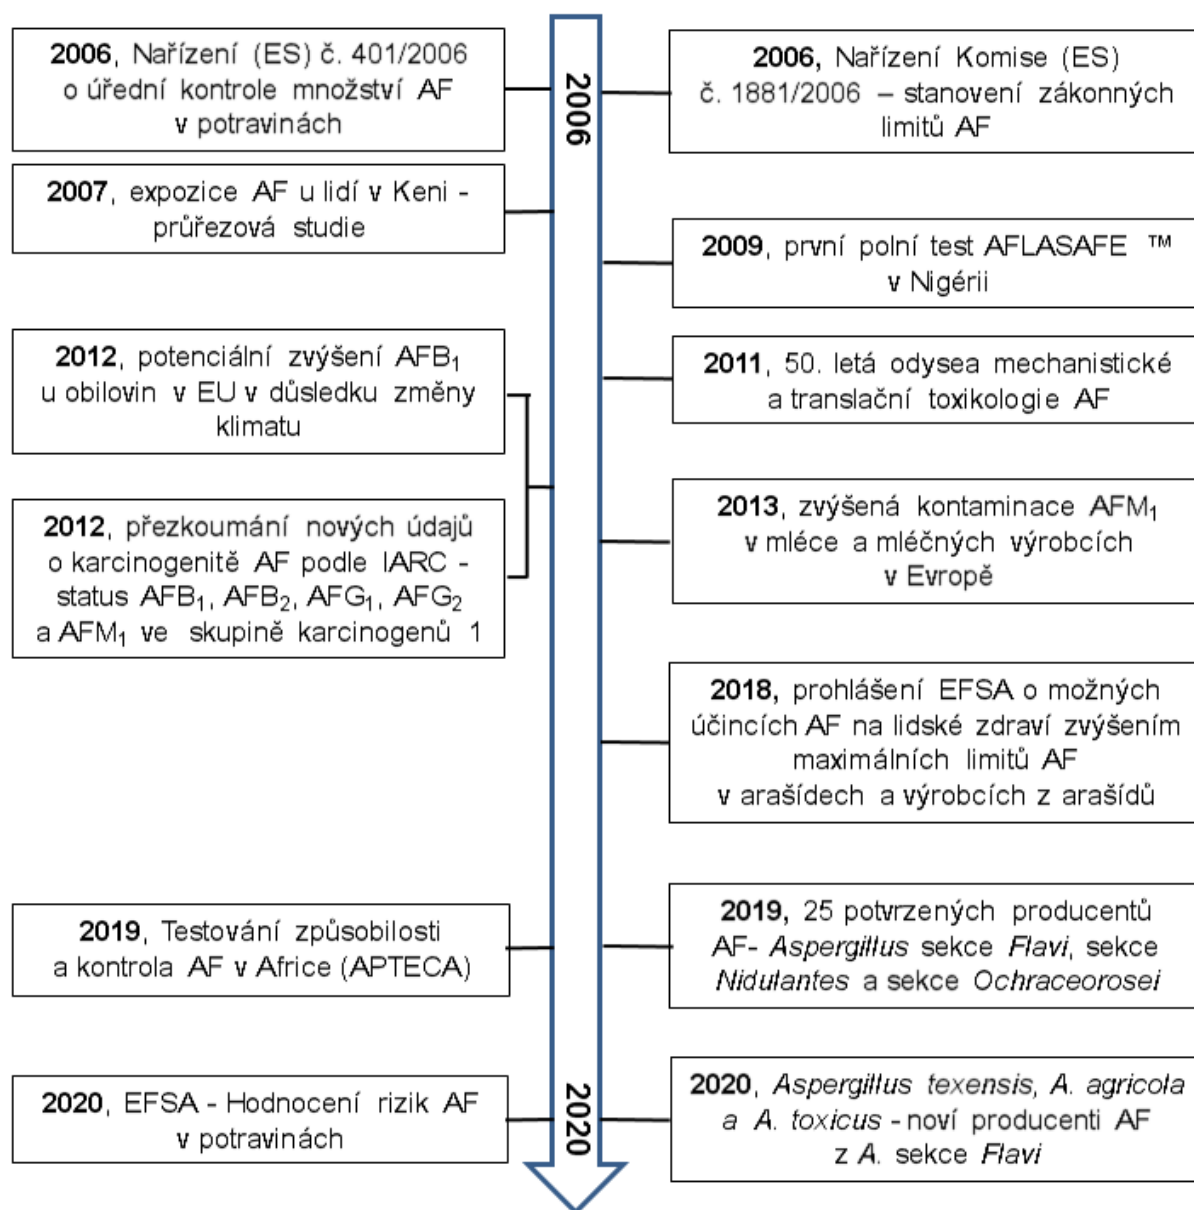 2006, Nařízení (ES) č. 401/2006
o úřední kontrole množství AF
v potravinách
2006
2006, Nařízení Komise (ES)
č. 1881/2006 – stanovení zákonných
limitů AF
2007, expozice AF u lidí v Keni -
průřezová studie
2009, první polní test AFLASAFE ™
v Nigérii
2012, potenciální zvýšení AFB₁
u obilovin v EU v důsledku změny
klimatu
2011, 50. letá odysea mechanistické
a translační toxikologie AF
2012, přezkoumání nových údajů
o karcinogenitě AF podle IARC -
status AFB₁, AFB₂, AFG₁, AFG₂
a AFM₁ ve skupině karcinogenů 1
2013, zvýšená kontaminace AFM₁
v mléce a mléčných výrobcích
v Evropě
2018, prohlášení EFSA o možných
účincích AF na lidské zdraví zvýšením
maximálních limitů AF
v arašídech a výrobcích z arašídů
2019, Testování způsobilosti
a kontrola AF v Africe (APTECA)
2019, 25 potvrzených producentů
AF- Aspergillus sekce Flavi, sekce
Nidulantes a sekce Ochraceorosei
2020, EFSA - Hodnocení rizik AF
v potravinách
2020
2020, Aspergillus texensis, A. agricola
a A. toxicus - noví producenti AF
z A. sekce Flavi